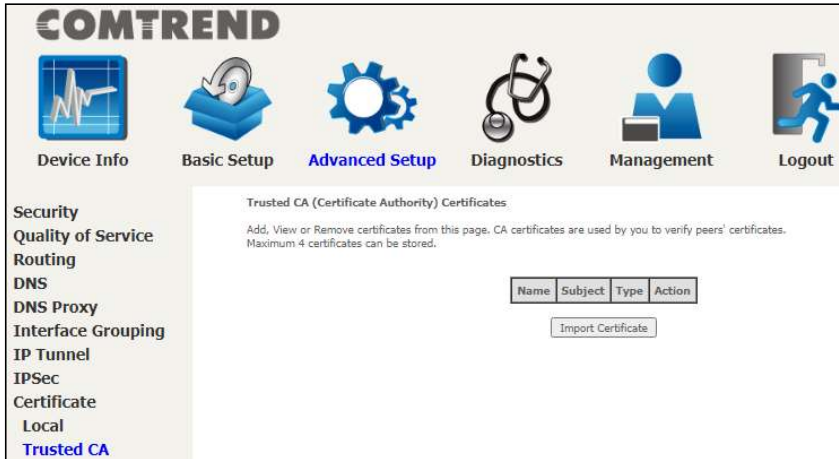 COMTREND
Device Info
Basic Setup
Advanced Setup
Diagnostics
Management
Logout
Security
Quality of Service
Routing
DNS
DNS Proxy
Interface Grouping
IP Tunnel
IPSec
Certificate
Local
Trusted CA
Trusted CA (Certificate Authority) Certificates
Add, View or Remove certificates from this page. CA certificates are used by you to verify peers' certificates.
Maximum 4 certificates can be stored.
Name Subject Type Action
Import Certificate